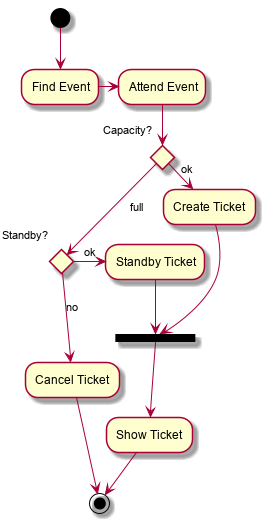 Find Event
Attend Event
Capacity?
ok
Create Ticket
full
Standby?
ok
Standby Ticket
no
Cancel Ticket
Show Ticket